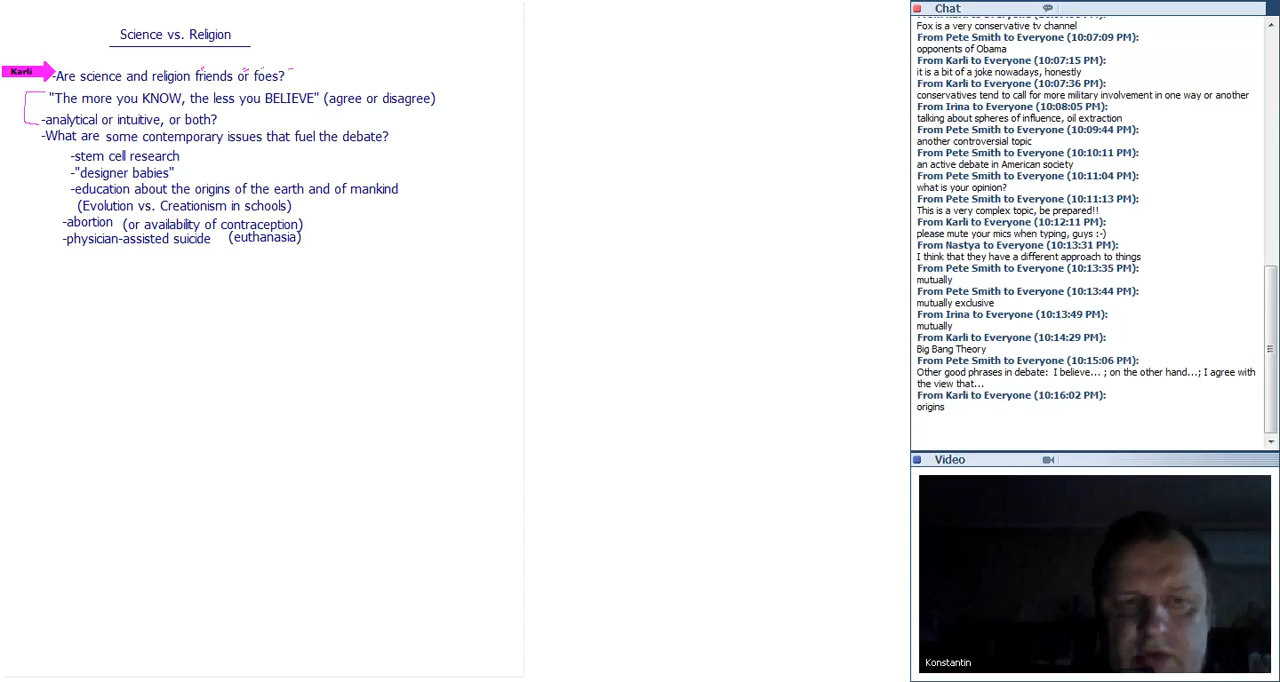 Science vs. Religion
Karli
-Are science and religion friends or foes?
"The more you KNOW, the less you BELIEVE" (agree or disagree)
-analytical or intuitive, or both?
-What are some contemporary issues that fuel the debate?
-stem cell research
-"designer babies"
-education about the origins of the earth and of mankind
(Evolution vs. Creationism in schools)
-abortion (or availability of contraception)
-physician-assisted suicide (euthanasia)
Chat
Fox is a very conservative tv channel
From Pete Smith to Everyone (10:07:09 PM):
opponents of Obama
From Karli to Everyone (10:07:15 PM):
it is a bit of a joke nowadays, honestly
From Karli to Everyone (10:07:36 PM):
conservatives tend to call for more military involvement in one way or another
From Irina to Everyone (10:08:05 PM):
talking about spheres of influence, oil extraction
From Pete Smith to Everyone (10:09:44 PM):
another controversial topic
From Pete Smith to Everyone (10:10:11 PM):
an active debate in American society
From Pete Smith to Everyone (10:11:04 PM):
what is your opinion?
From Pete Smith to Everyone (10:11:13 PM):
This is a very complex topic, be prepared!!
From Karli to Everyone (10:12:11 PM):
please mute your mics when typing, guys :-)
From Nastya to Everyone (10:13:31 PM):
I think that they have a different approach to things
From Pete Smith to Everyone (10:13:35 PM):
mutually
From Pete Smith to Everyone (10:13:44 PM):
mutually exclusive
From Irina to Everyone (10:13:49 PM):
mutually
From Karli to Everyone (10:14:29 PM):
Big Bang Theory
From Pete Smith to Everyone (10:15:06 PM):
Other good phrases in debate: I believe... ; on the other hand...; I agree with
the view that...
From Karli to Everyone (10:16:02 PM):
origins
Video
Konstantin